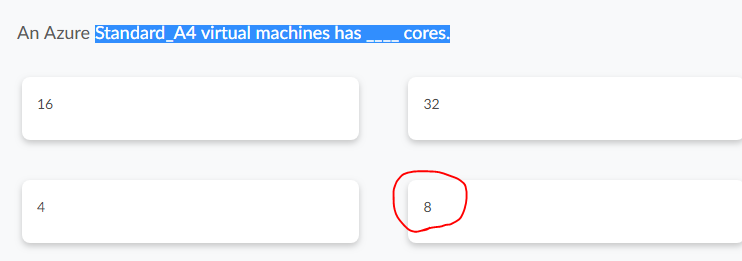 An Azure Standard_A4 virtual machines has ____ cores.
16
32
4
8